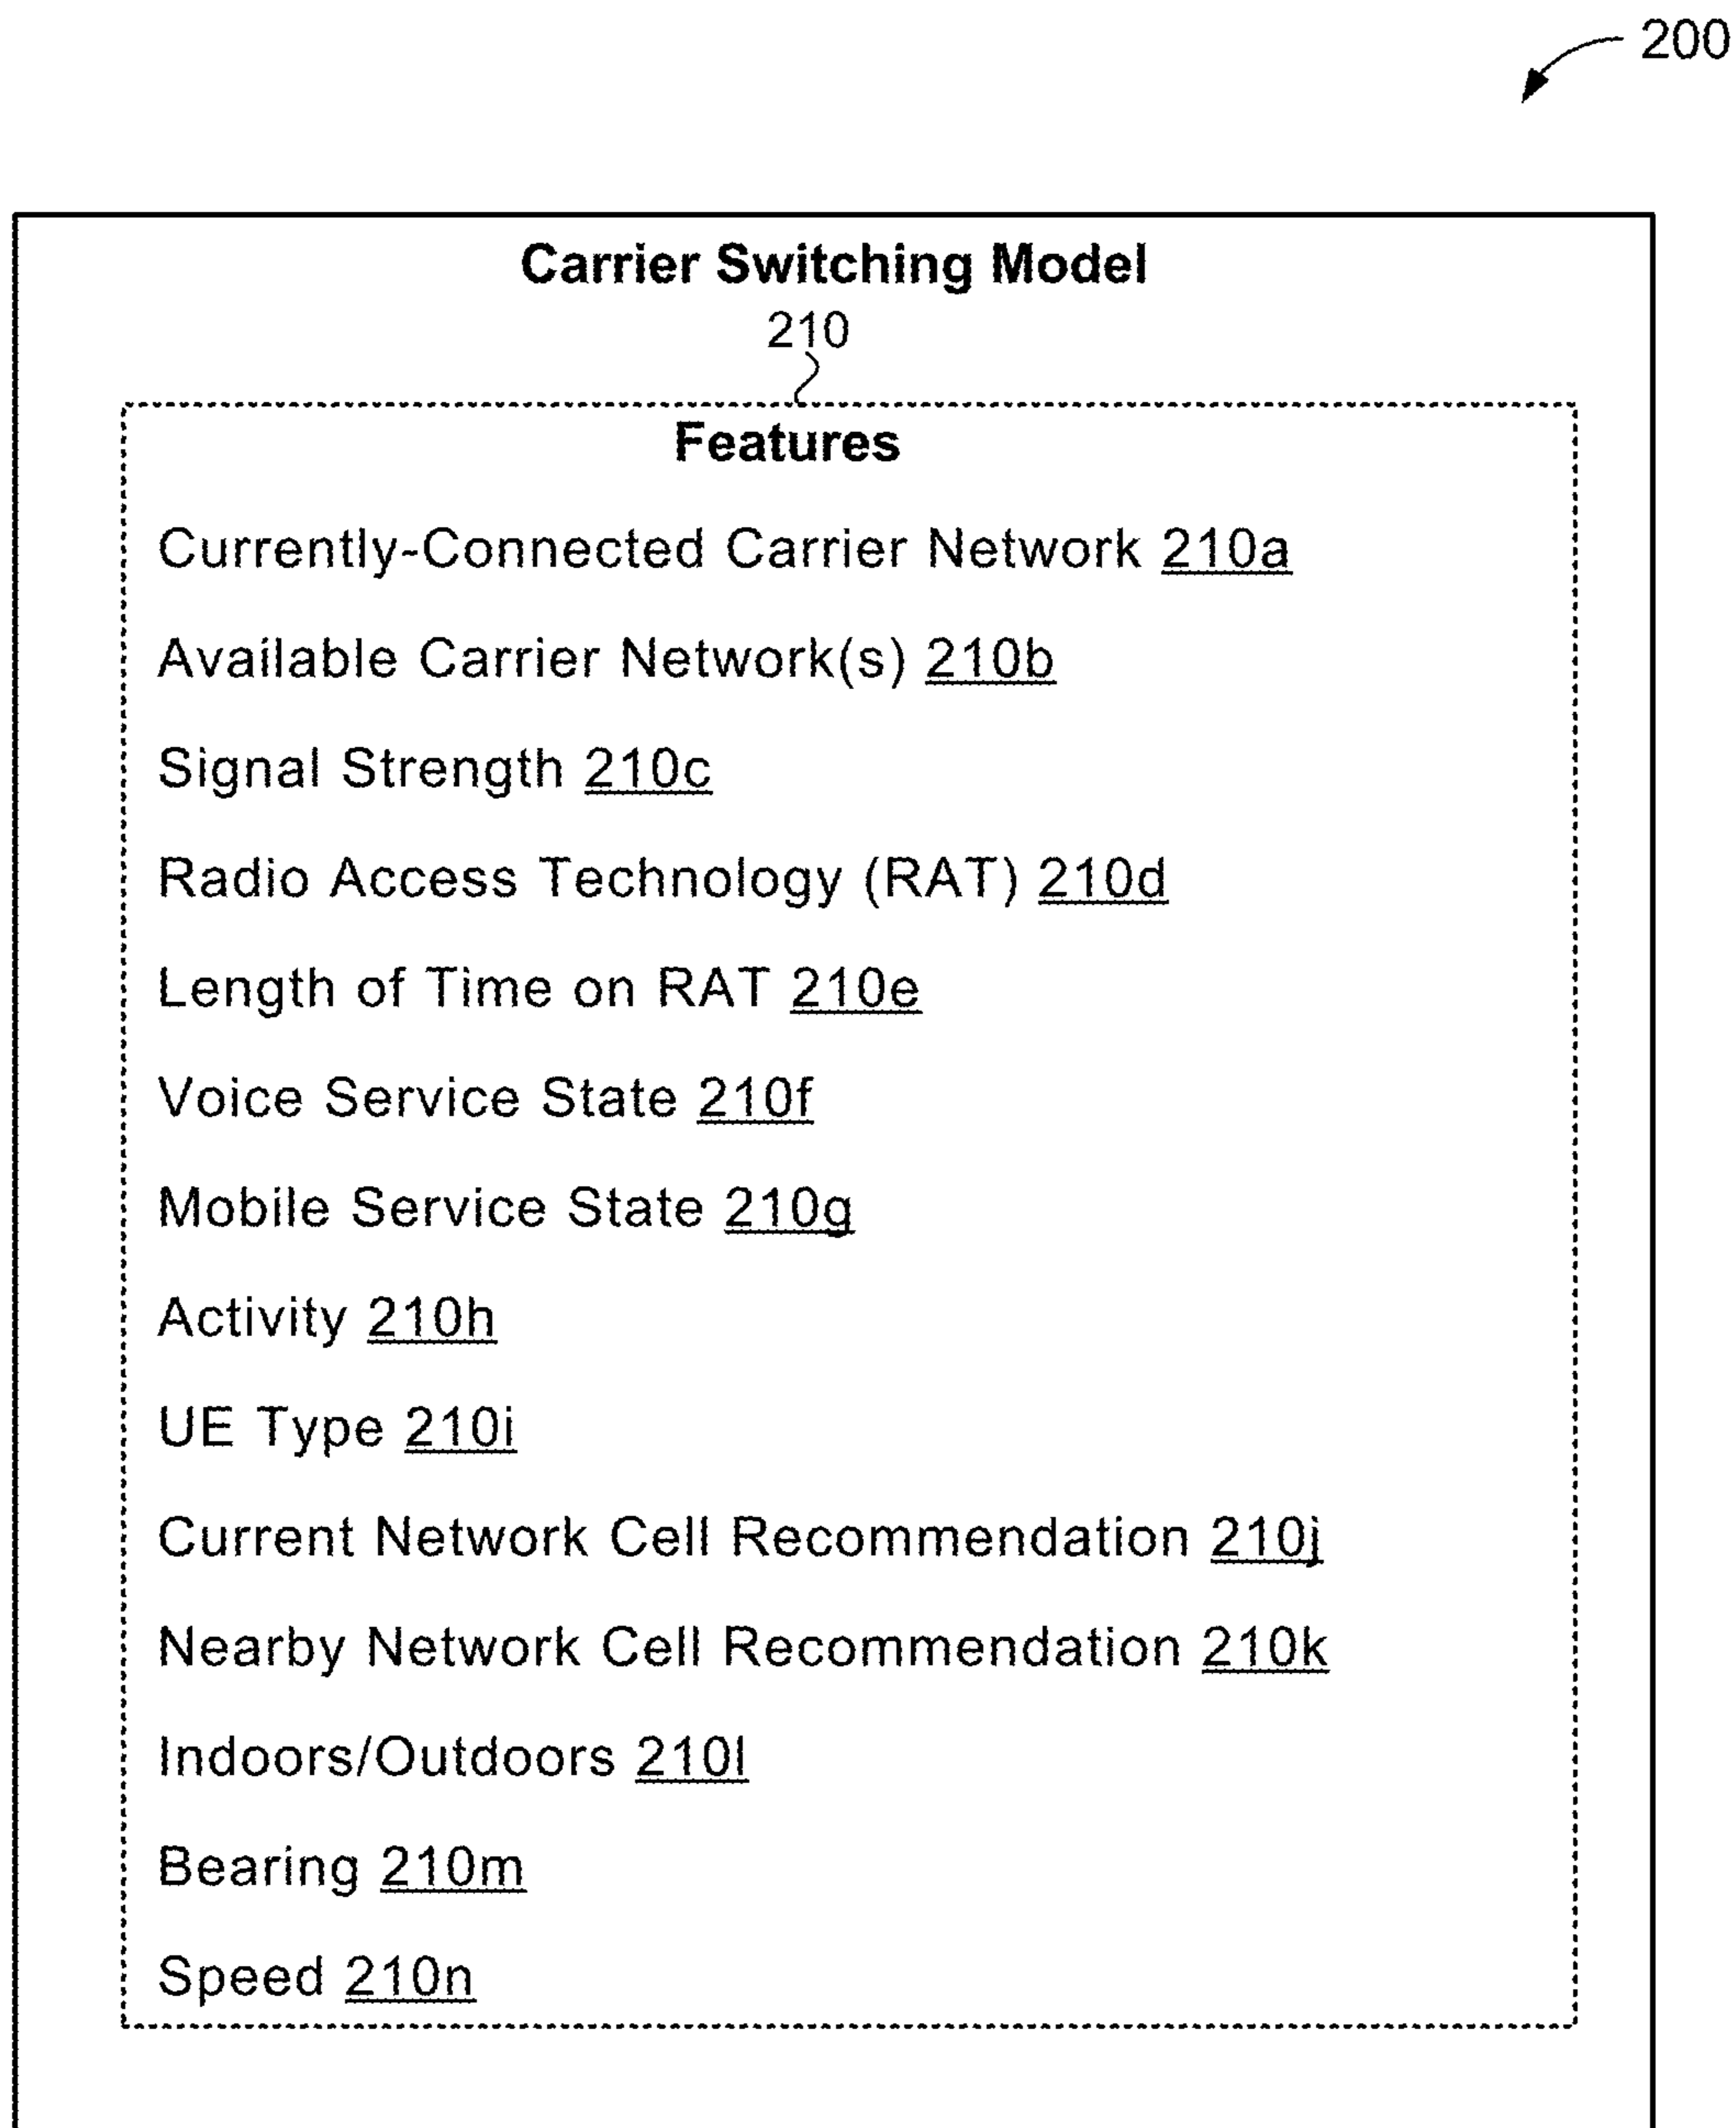 200
Carrier Switching Model
210
Features
Currently-Connected Carrier Network 210a
Available Carrier Network(s) 210b
Signal Strength 210c
Radio Access Technology (RAT) 210d
Length of Time on RAT 210e
Voice Service State 210f
Mobile Service State 210g
Activity 210h
UE Type 210i
Current Network Cell Recommendation 210j
Nearby Network Cell Recommendation 210k
Indoors/Outdoors 210l
Bearing 210m
Speed 210n